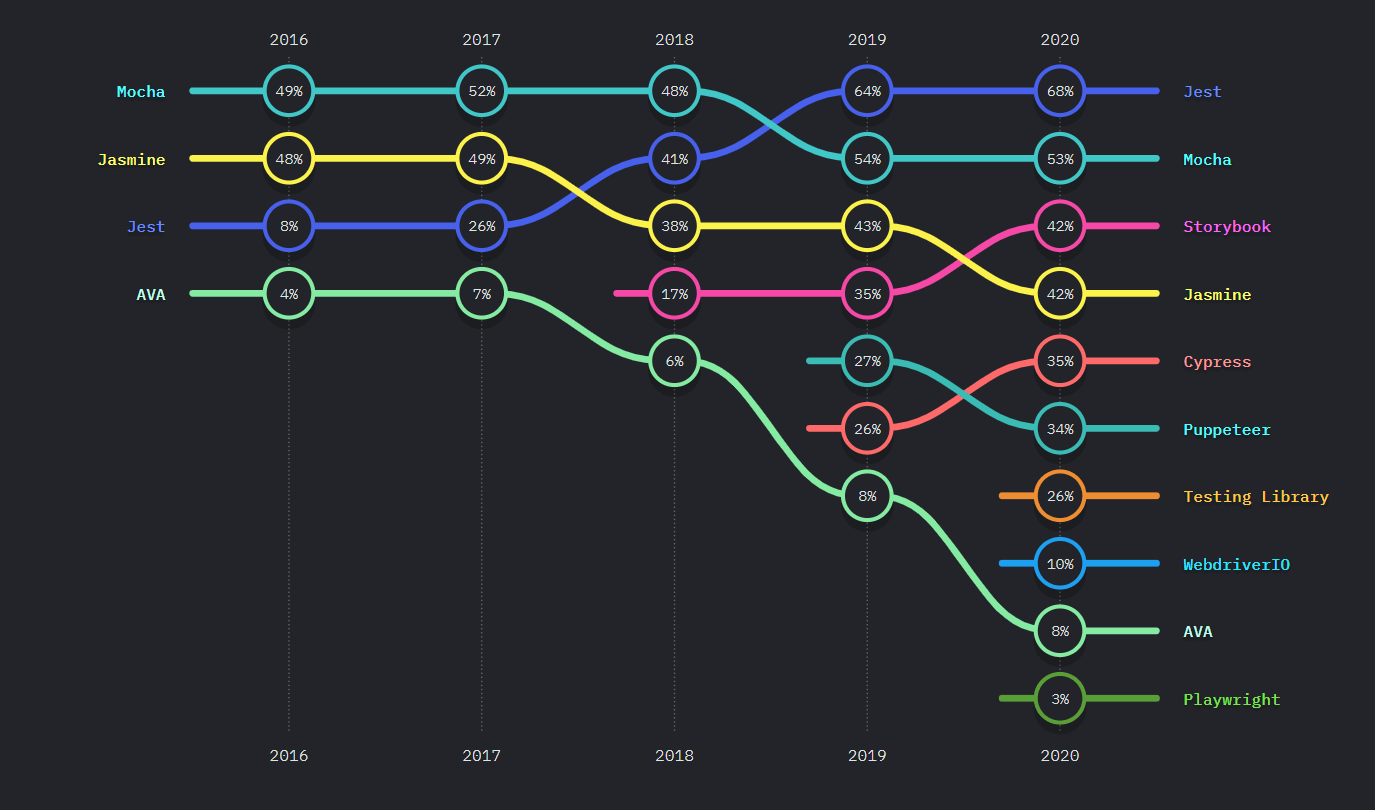 2016 2017 2018 2019 2020
Mocha 49% 52% 48% 64% 68% Jest
Jasmine 48% 49% 41% 54% 53% Mocha
Jest 8% 26% 38% 43% 42% Storybook
AVA 4% 7% 17% 35% 42% Jasmine
6% 27% 35% Cypress
26% 34% Puppeteer
8% 26% Testing Library
10% WebdriverIO
8% AVA
3% Playwright
2016 2017 2018 2019 2020